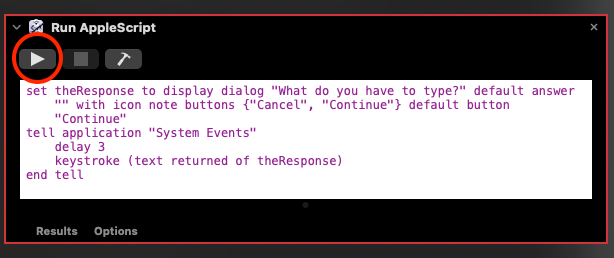 Run AppleScript
set theResponse to display dialog "What do you have to type?" default answer
"" with icon note buttons {"Cancel", "Continue"} default button
"Continue"
tell application "System Events"
delay 3
keystroke (text returned of theResponse)
end tell
Results Options